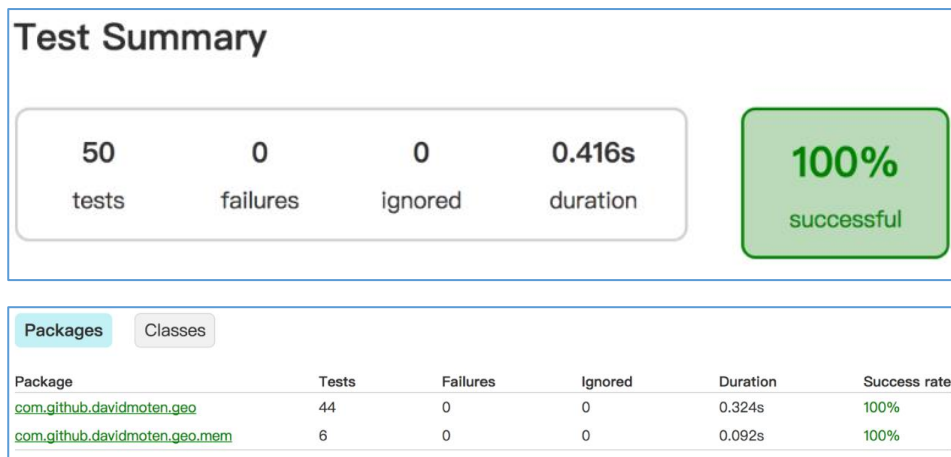 Test Summary
50 0 0 0.416s 100%
tests failures ignored duration successful
Packages Classes
Package Tests Failures Ignored Duration Success rate
com.github.davidmoten.geo 44 0 0 0.324s 100%
com.github.davidmoten.geo.mem 6 0 0 0.092s 100%